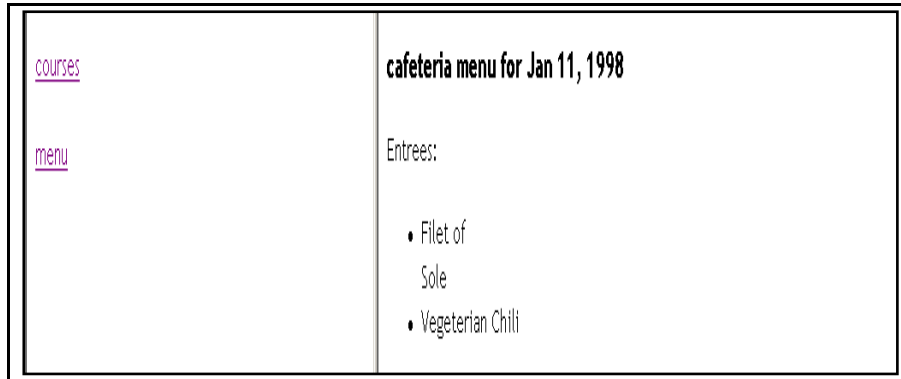 courses
menu
cafeteria menu for Jan 11, 1998
Entrees:
Filet of
Sole
Vegeterian Chili